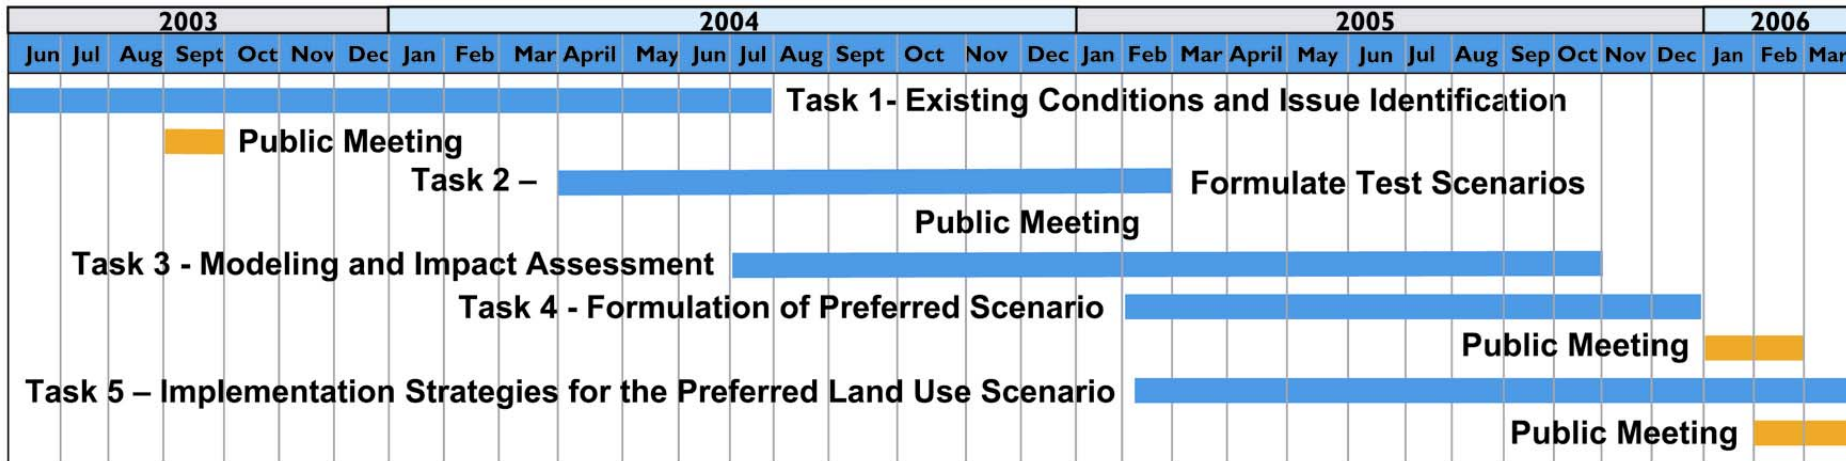 2003 2004 2005 2006
Jun Jul Aug Sept Oct Nov Dec Jan Feb Mar April May Jun Jul Aug Sept Oct Nov Dec Jan Feb Mar April May Jun Jul Aug Sep Oct Nov Dec Jan Feb Mar
Task 1- Existing Conditions and Issue Identification
Public Meeting
Task 2 – Formulate Test Scenarios
Public Meeting
Task 3 - Modeling and Impact Assessment
Task 4 - Formulation of Preferred Scenario
Public Meeting
Task 5 – Implementation Strategies for the Preferred Land Use Scenario
Public Meeting